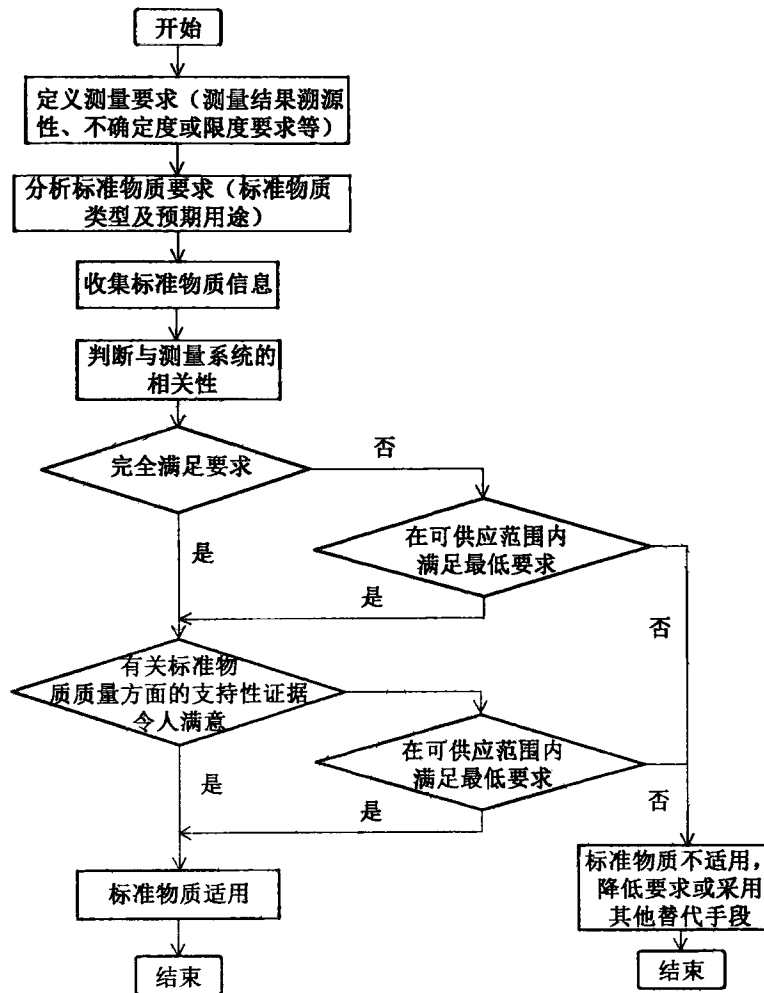 开始
定义测量要求（测量结果溯源
性、不确定度或限度要求等）
分析标准物质要求（标准物质
类型及预期用途）
收集标准物质信息
判断与测量系统的
相关性
完全满足要求
否
是
在可供应范围内
满足最低要求
是
否
有关标准物
质质量方面的支持性证据
令人满意
是
在可供应范围内
满足最低要求
是
否
标准物质适用
标准物质不适用，
降低要求或采用
其他替代手段
结束
结束